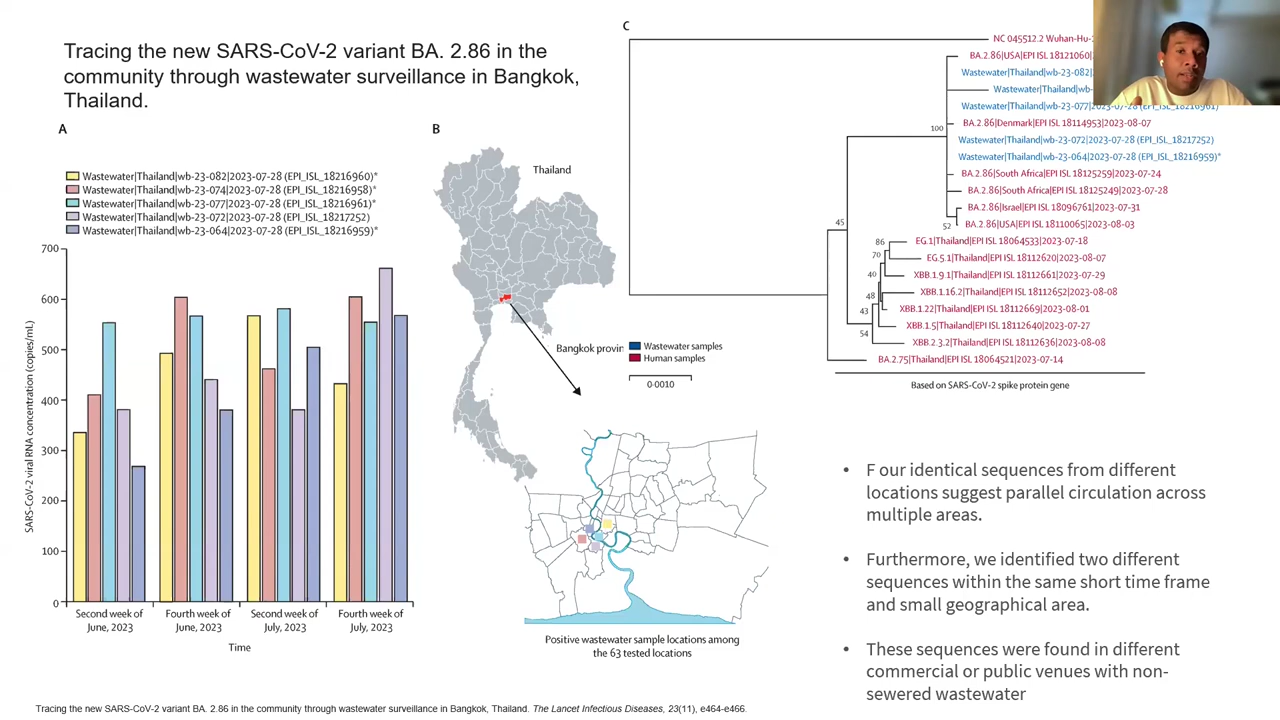 Tracing the new SARS-CoV-2 variant BA. 2.86 in the
community through wastewater surveillance in Bangkok,
Thailand.
A
Wastewater|Thailand|wb-23-082|2023-07-28 (EPI_ISL_18216960)*
Wastewater|Thailand|wb-23-074|2023-07-28 (EPI_ISL_18216958)*
Wastewater|Thailand|wb-23-077|2023-07-28 (EPI_ISL_18216961)*
Wastewater|Thailand|wb-23-072|2023-07-28 (EPI_ISL_18217252)
Wastewater|Thailand|wb-23-064|2023-07-28 (EPI_ISL_18216959)*
SARS-CoV-2 viral RNA concentration (copies/mL)
700
600
500
400
300
200
100
0
Second week of
June, 2023
Fourth week of
June, 2023
Second week of
July, 2023
Fourth week of
July, 2023
Time
B
Thailand
Bangkok provin
Positive wastewater sample locations among
the 63 tested locations
C
NC 045512.2 Wuhan-Hu-
BA.2.86|USA|EPI ISL 18121060|
Wastewater|Thailand|wb-23-082|
Wastewater|Thailand|wb-
Wastewater|Thailand|wb-23-077|2023-07-28 (EPI_ISL_18216961)*
100
BA.2.86|Denmark|EPI ISL 18114953|2023-08-07
Wastewater|Thailand|wb-23-072|2023-07-28 (EPI_ISL_18217252)
Wastewater|Thailand|wb-23-064|2023-07-28 (EPI_ISL_18216959)*
BA.2.86|South Africa|EPI ISL 18125259|2023-07-24
BA.2.86|South Africa|EPI ISL 18125249|2023-07-28
BA.2.86|Israel|EPI ISL 18096761|2023-07-31
45
52
BA.2.86|USA|EPI ISL 18110065|2023-08-03
86
EG.1|Thailand|EPI ISL 18064533|2023-07-18
70
EG.5.1|Thailand|EPI ISL 18112620|2023-08-07
40
XBB.1.9.1|Thailand|EPI ISL 18112661|2023-07-29
48
XBB.1.16.2|Thailand|EPI ISL 18112652|2023-08-08
43
XBB.1.22|Thailand|EPI ISL 18112669|2023-08-01
XBB.1.5|Thailand|EPI ISL 18112640|2023-07-27
54
XBB.2.3.2|Thailand|EPI ISL 18112636|2023-08-08
BA.2.75|Thailand|EPI ISL 18064521|2023-07-14
Wastewater samples
Human samples
0·0010
Based on SARS-CoV-2 spike protein gene
• F our identical sequences from different
locations suggest parallel circulation across
multiple areas.
• Furthermore, we identified two different
sequences within the same short time frame
and small geographical area.
• These sequences were found in different
commercial or public venues with non-
sewered wastewater
Tracing the new SARS-CoV-2 variant BA. 2.86 in the community through wastewater surveillance in Bangkok, Thailand. The Lancet Infectious Diseases, 23(11), e464-e466.